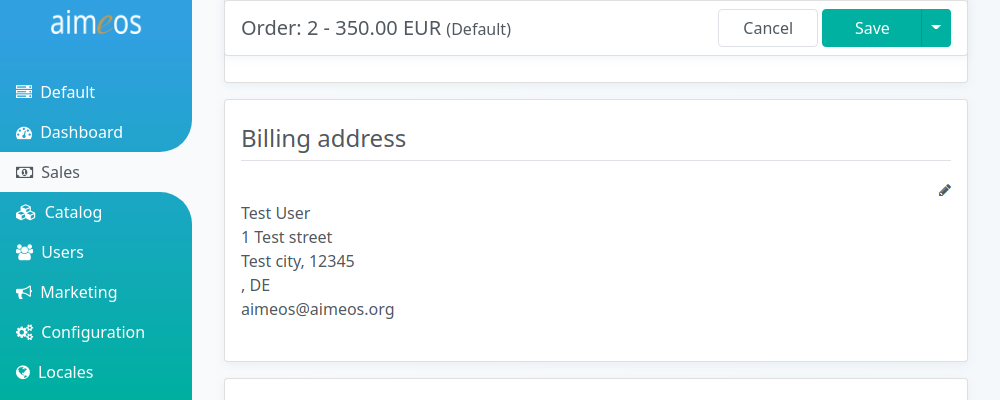 aimeos
Order: 2 - 350.00 EUR (Default)
Cancel
Save
Default
Dashboard
Sales
Catalog
Users
Marketing
Configuration
Locales
Billing address
Test User
1 Test street
Test city, 12345
, DE
aimeos@aimeos.org